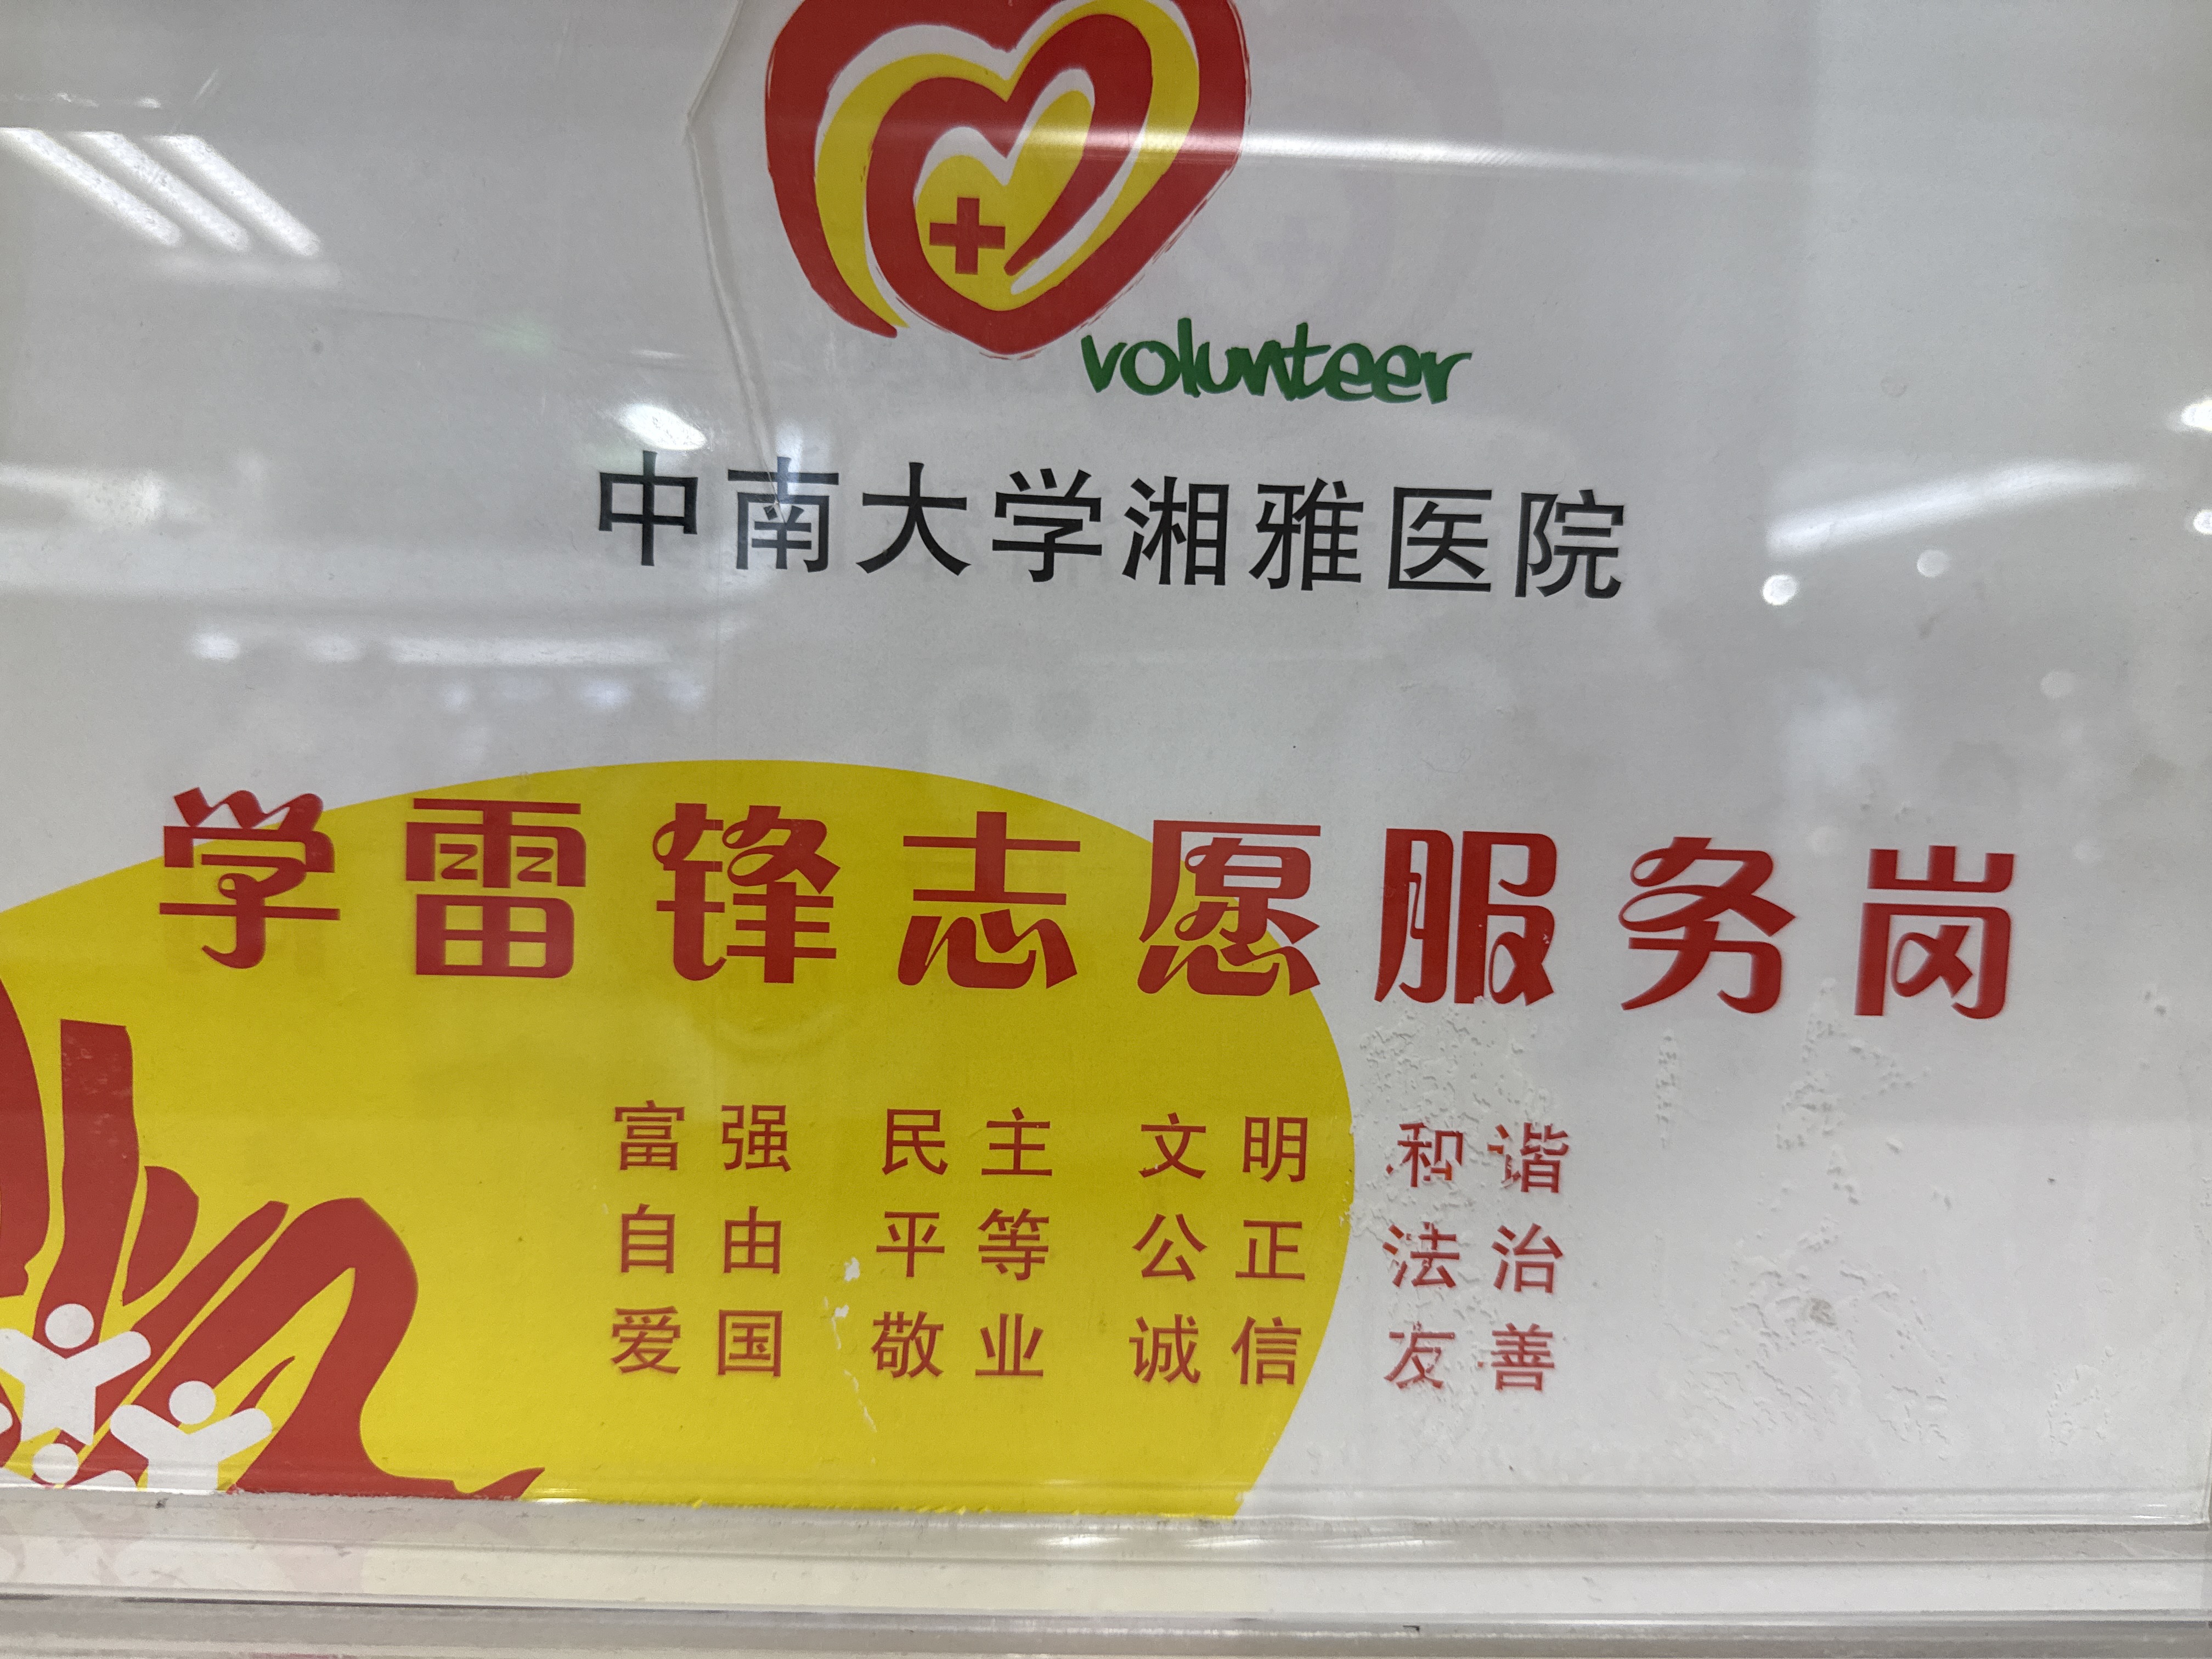 volunteer
中南大学湘雅医院
学雷锋志愿服务岗
富强 民主 文明 和谐
自由 平等 公正 法治
爱国 敬业 诚信 友善